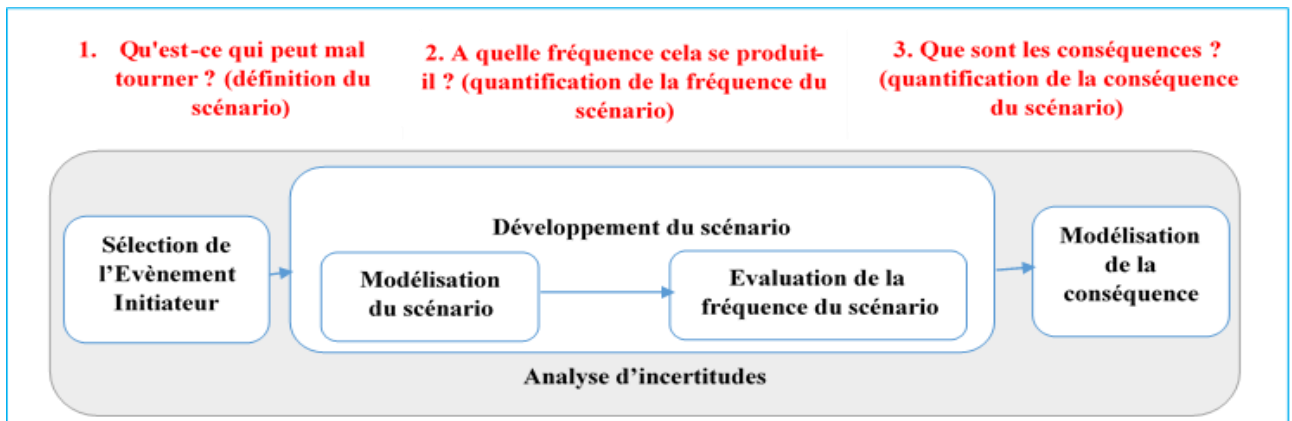 1. Qu'est-ce qui peut mal
tourner ? (définition du
scénario)
2. A quelle fréquence cela se produit-
il ? (quantification de la fréquence du
scénario)
3. Que sont les conséquences ?
(quantification de la conséquence
du scénario)
Sélection de
l'Evènement
Initiateur
Développement du scénario
Modélisation
du scénario
Evaluation de la
fréquence du scénario
Modélisation
de la
conséquence
Analyse d'incertitudes